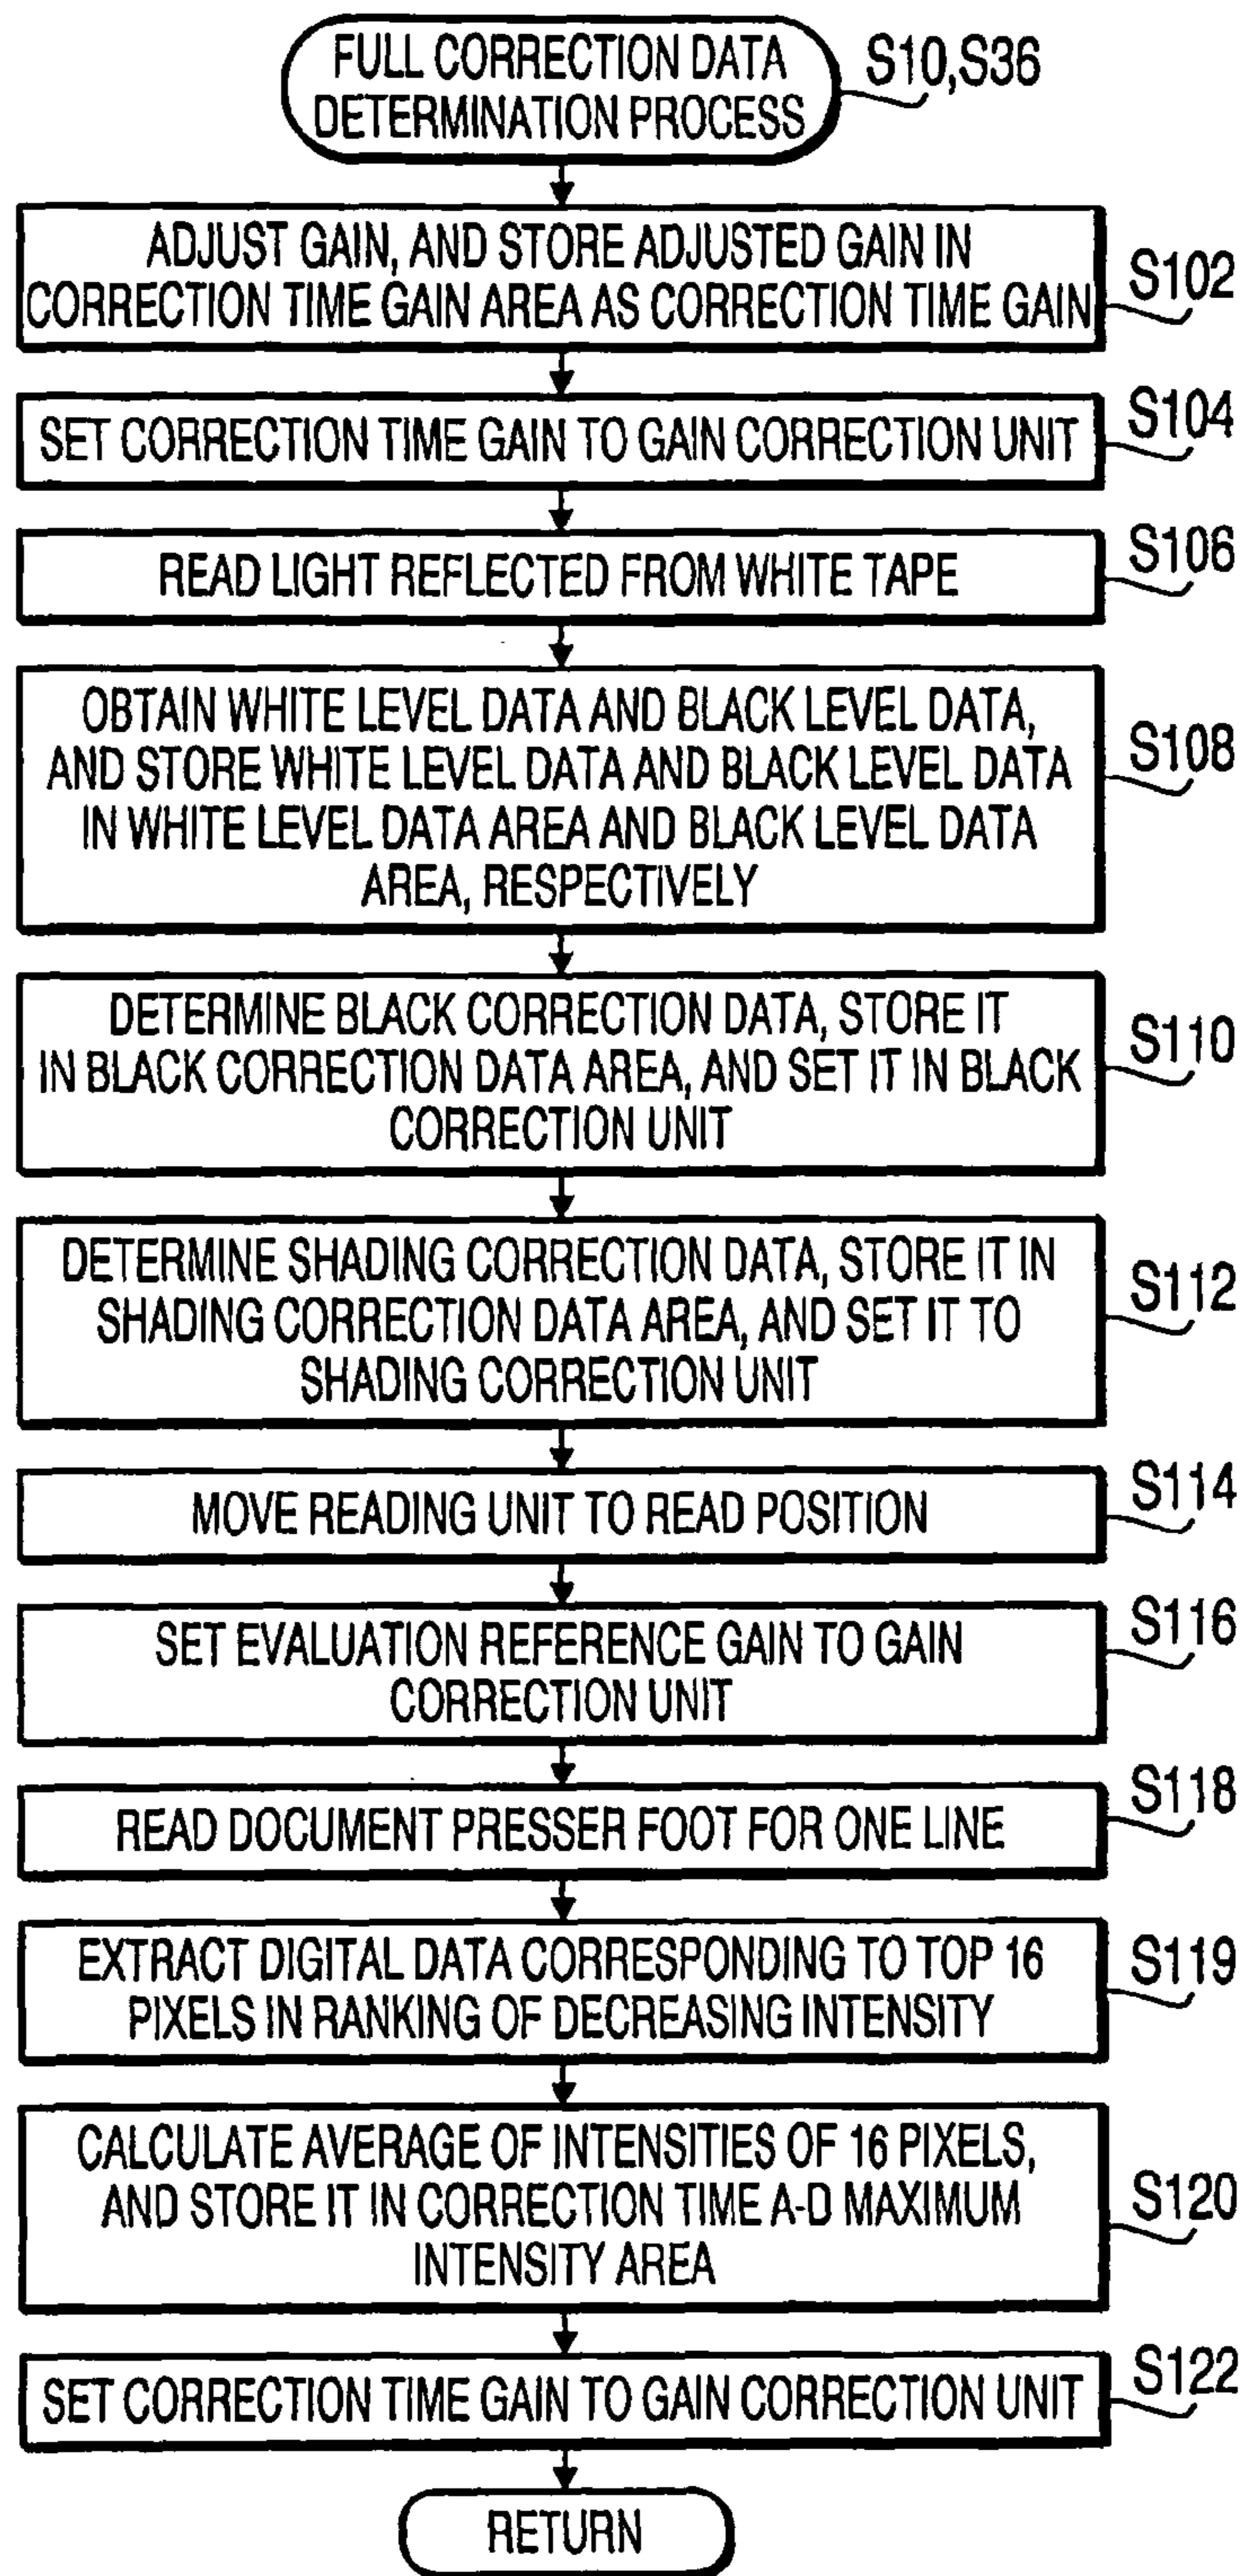 FULL CORRECTION DATA
DETERMINATION PROCESS
S10,S36
ADJUST GAIN, AND STORE ADJUSTED GAIN IN
CORRECTION TIME GAIN AREA AS CORRECTION TIME GAIN
S102
SET CORRECTION TIME GAIN TO GAIN CORRECTION UNIT
S104
READ LIGHT REFLECTED FROM WHITE TAPE
S106
OBTAIN WHITE LEVEL DATA AND BLACK LEVEL DATA,
AND STORE WHITE LEVEL DATA AND BLACK LEVEL DATA
IN WHITE LEVEL DATA AREA AND BLACK LEVEL DATA
AREA, RESPECTIVELY
S108
DETERMINE BLACK CORRECTION DATA, STORE IT
IN BLACK CORRECTION DATA AREA, AND SET IT IN BLACK
CORRECTION UNIT
S110
DETERMINE SHADING CORRECTION DATA, STORE IT IN
SHADING CORRECTION DATA AREA, AND SET IT TO
SHADING CORRECTION UNIT
S112
MOVE READING UNIT TO READ POSITION
S114
SET EVALUATION REFERENCE GAIN TO GAIN
CORRECTION UNIT
S116
READ DOCUMENT PRESSER FOOT FOR ONE LINE
S118
EXTRACT DIGITAL DATA CORRESPONDING TO TOP 16
PIXELS IN RANKING OF DECREASING INTENSITY
S119
CALCULATE AVERAGE OF INTENSITIES OF 16 PIXELS,
AND STORE IT IN CORRECTION TIME A-D MAXIMUM
INTENSITY AREA
S120
SET CORRECTION TIME GAIN TO GAIN CORRECTION UNIT
S122
RETURN